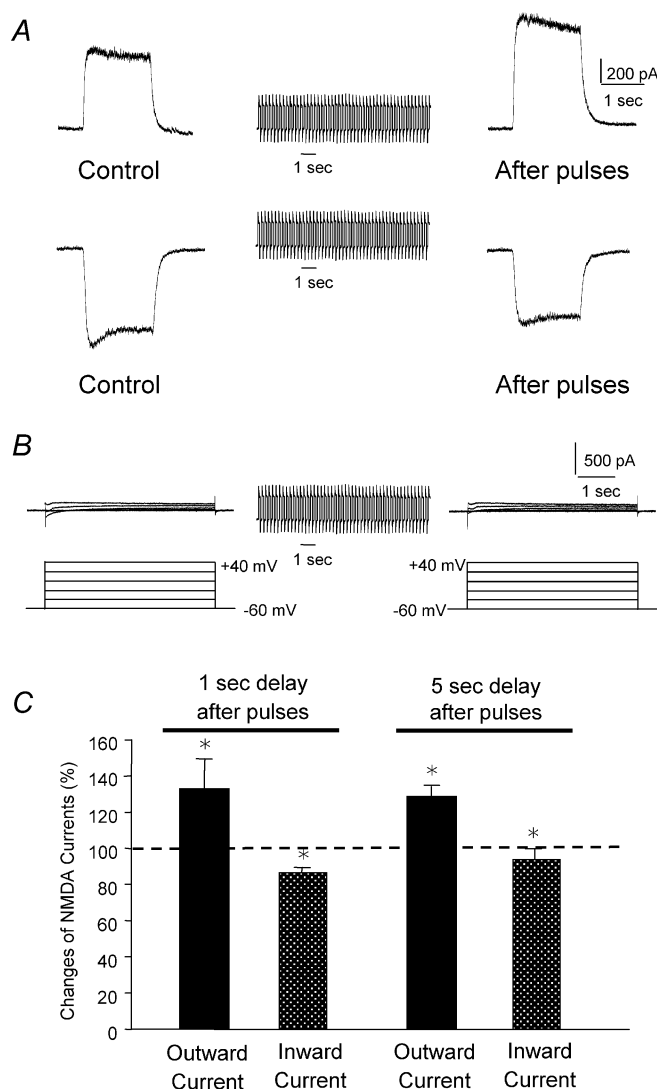 A
200 pA
1 sec
Control
1 sec
After pulses
1 sec
Control
After pulses
B
500 pA
1 sec
1 sec
+40 mV
-60 mV
+40 mV
-60 mV
C
1 sec delay
after pulses
5 sec delay
after pulses
Changes of NMDA Currents (%)
160
140
120
100
80
60
40
20
0
*
*
*
*
Outward
Current
Inward
Current
Outward
Current
Inward
Current